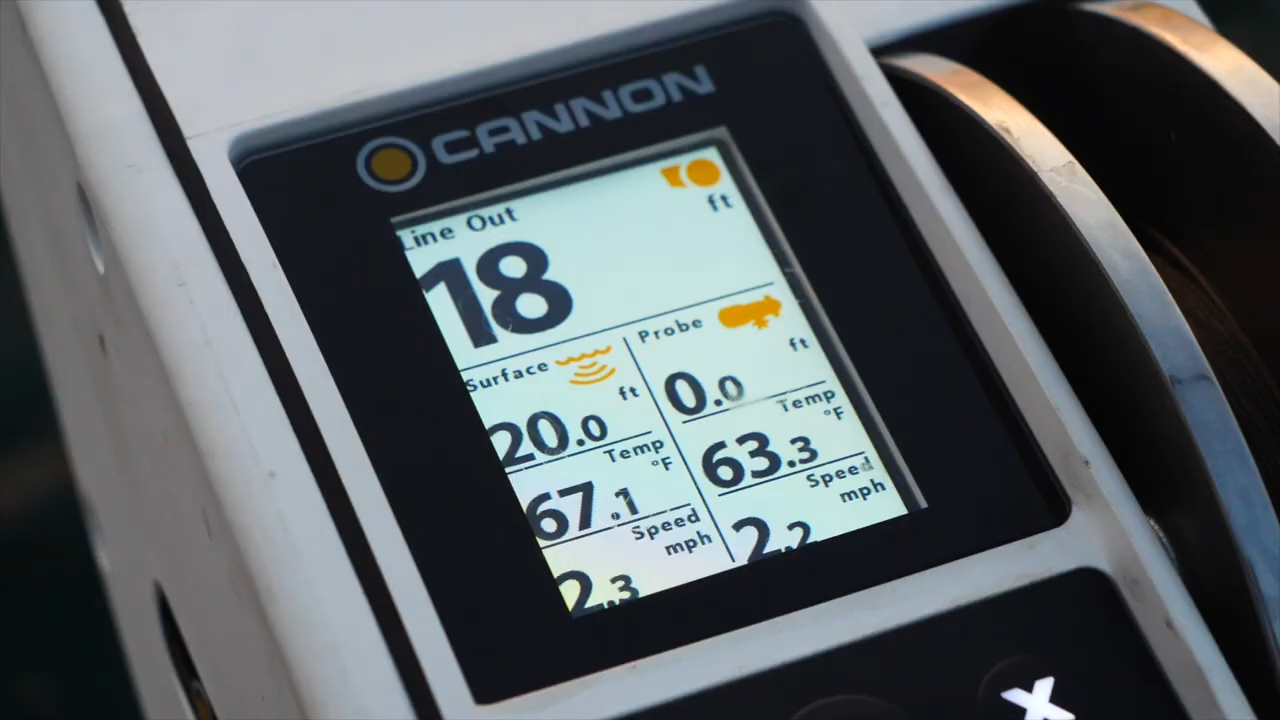 CANNON
Line Out
ft
18
Surface
ft
20.0
Temp
°F
67.1
Speed
mph
2.3
Probe
ft
0.0
Temp
°F
63.3
Speed
mph
2.2
X